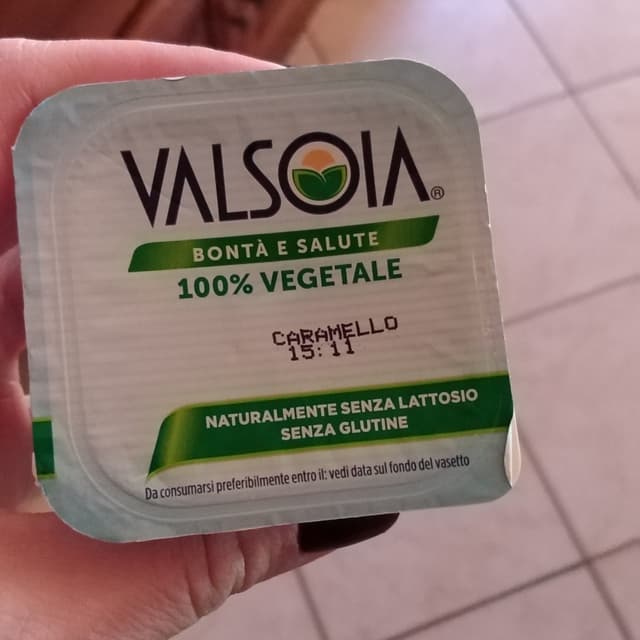 VALSOIA®
BONTÀ E SALUTE
100% VEGETALE
CARAMELLO
15:11
NATURALMENTE SENZA LATTOSIO
SENZA GLUTINE
Da consumarsi preferibilmente entro il: vedi data sul fondo del vasetto